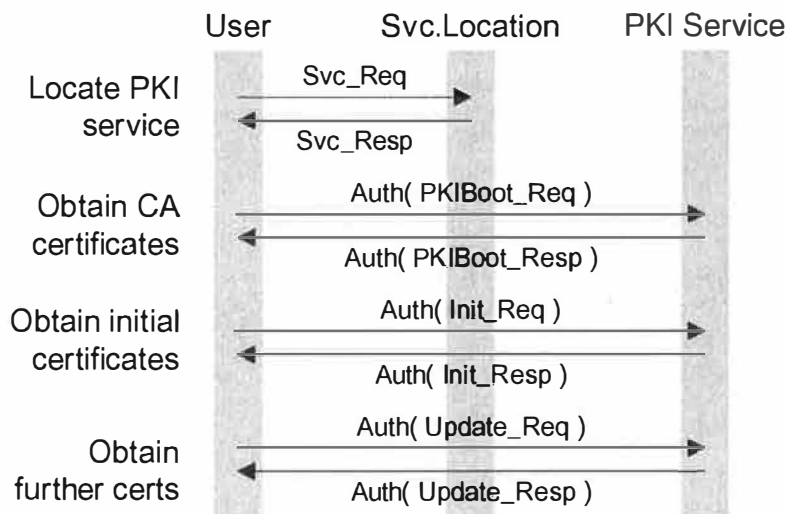 User Svc.Location PKI Service
Locate PKI
service
Svc_Req
Svc_Resp
Obtain CA
certificates
Auth( PKIBoot_Req )
Auth( PKIBoot_Resp )
Obtain initial
certificates
Auth( Init_Req )
Auth( Init_Resp )
Obtain
further certs
Auth( Update_Req )
Auth( Update_Resp )